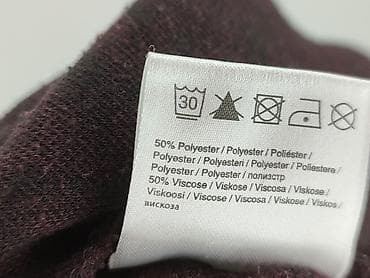 30
50% Polyester / Polyester / Poliéster /
Polyester / Polyesteri / Polyester / Poliestere /
Polyester / Polyester / полиэстр
50% Viscose / Viskose / Viscosa / Viskose /
Viskoosi / Viscose / Viscosa / Viskose / Viskos /
вискоза